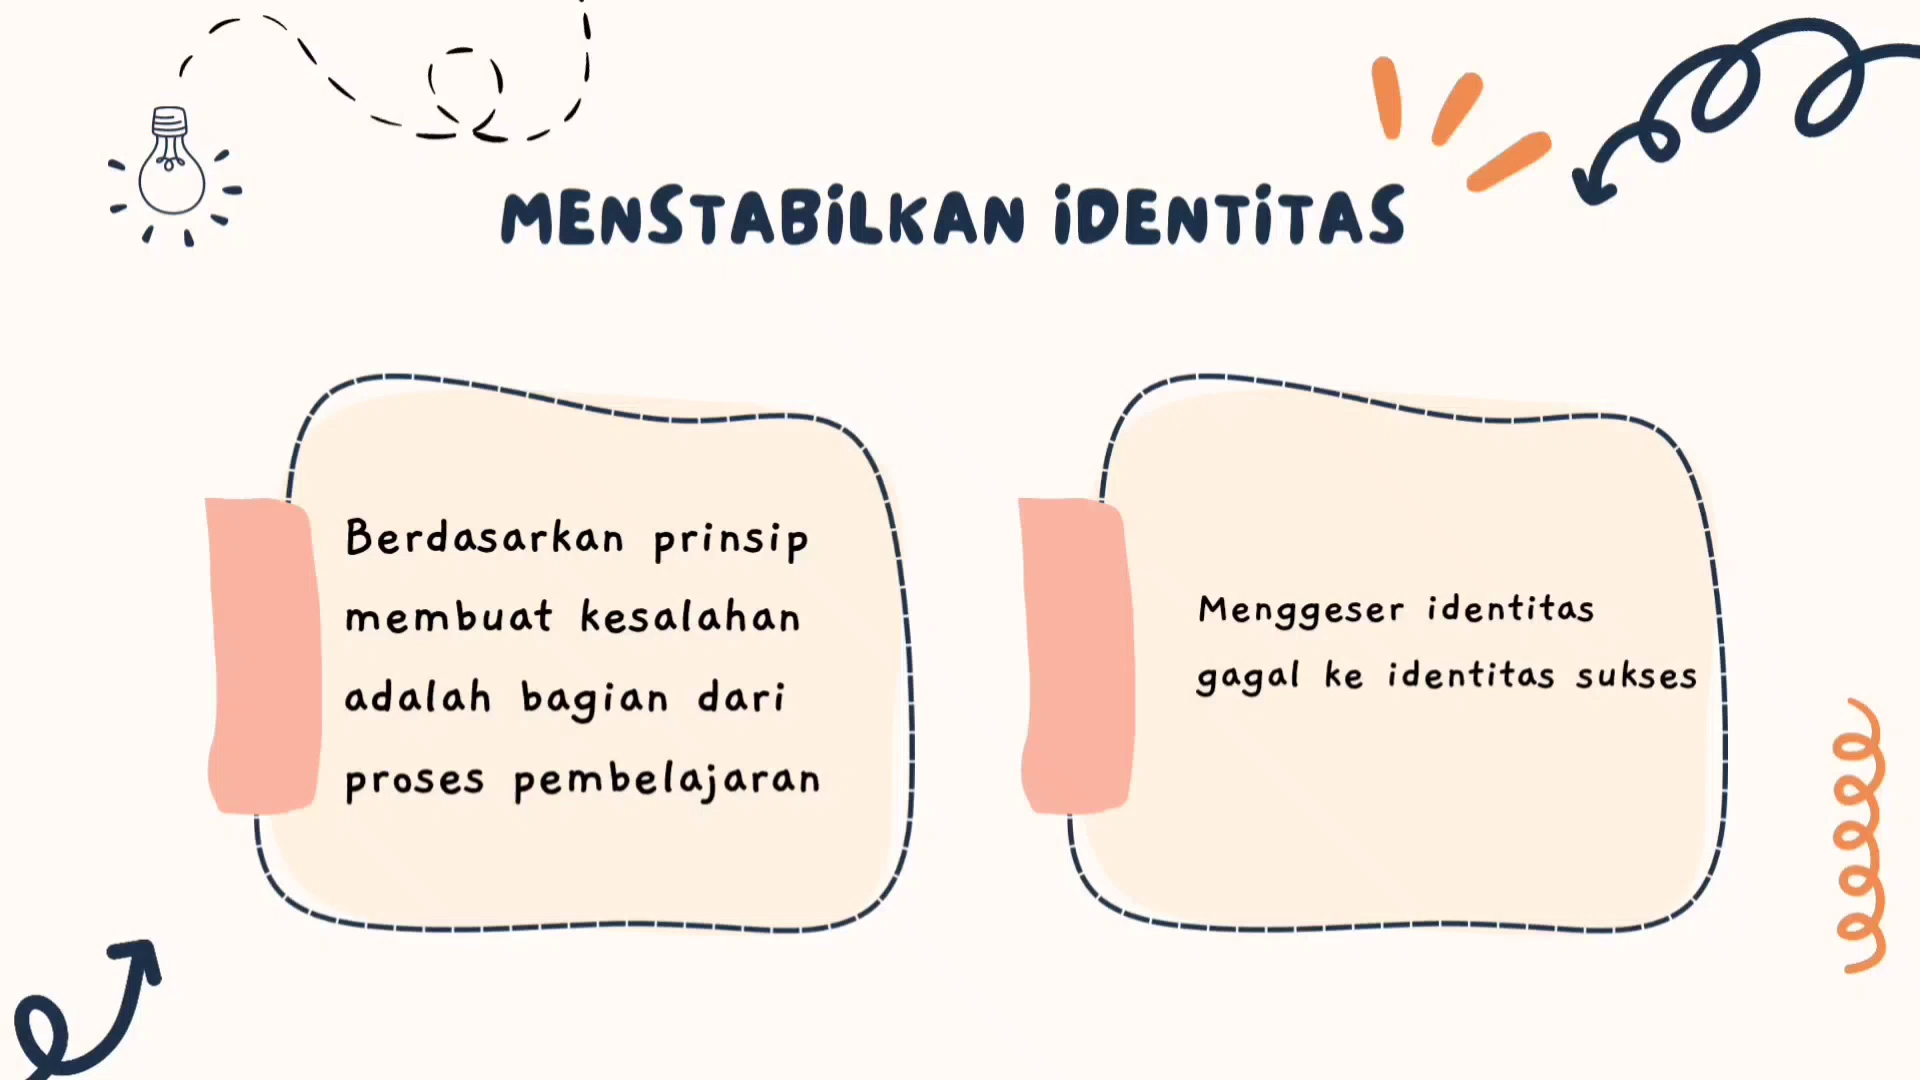 MENSTABiLKAN iDENTiTAS
Berdasarkan prinsip
membuat kesalahan
adalah bagian dari
proses pembelajaran
Menggeser identitas
gagal ke identitas sukses